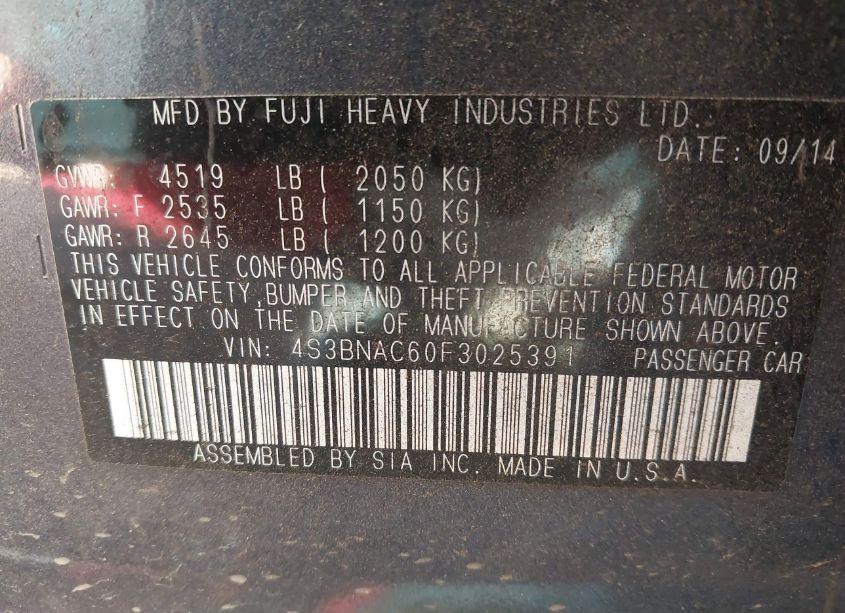 MFD BY FUJI HEAVY INDUSTRIES LTD.
DATE: 09/14
GVWR: 4519 LB ( 2050 KG)
GAWR: F 2535 LB ( 1150 KG)
GAWR: R 2645 LB ( 1200 KG)
THIS VEHICLE CONFORMS TO ALL APPLICABLE FEDERAL MOTOR
VEHICLE SAFETY,BUMPER AND THEFT PREVENTION STANDARDS
IN EFFECT ON THE DATE OF MANUFACTURE SHOWN ABOVE.
VIN: 4S3BNAC60F3025391 PASSENGER CAR
ASSEMBLED BY SIA INC. MADE IN U.S.A.